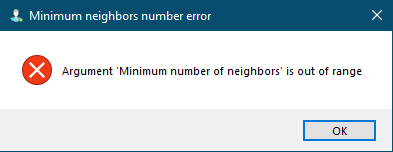 Minimum neighbors number error
Argument 'Minimum number of neighbors' is out of range
OK